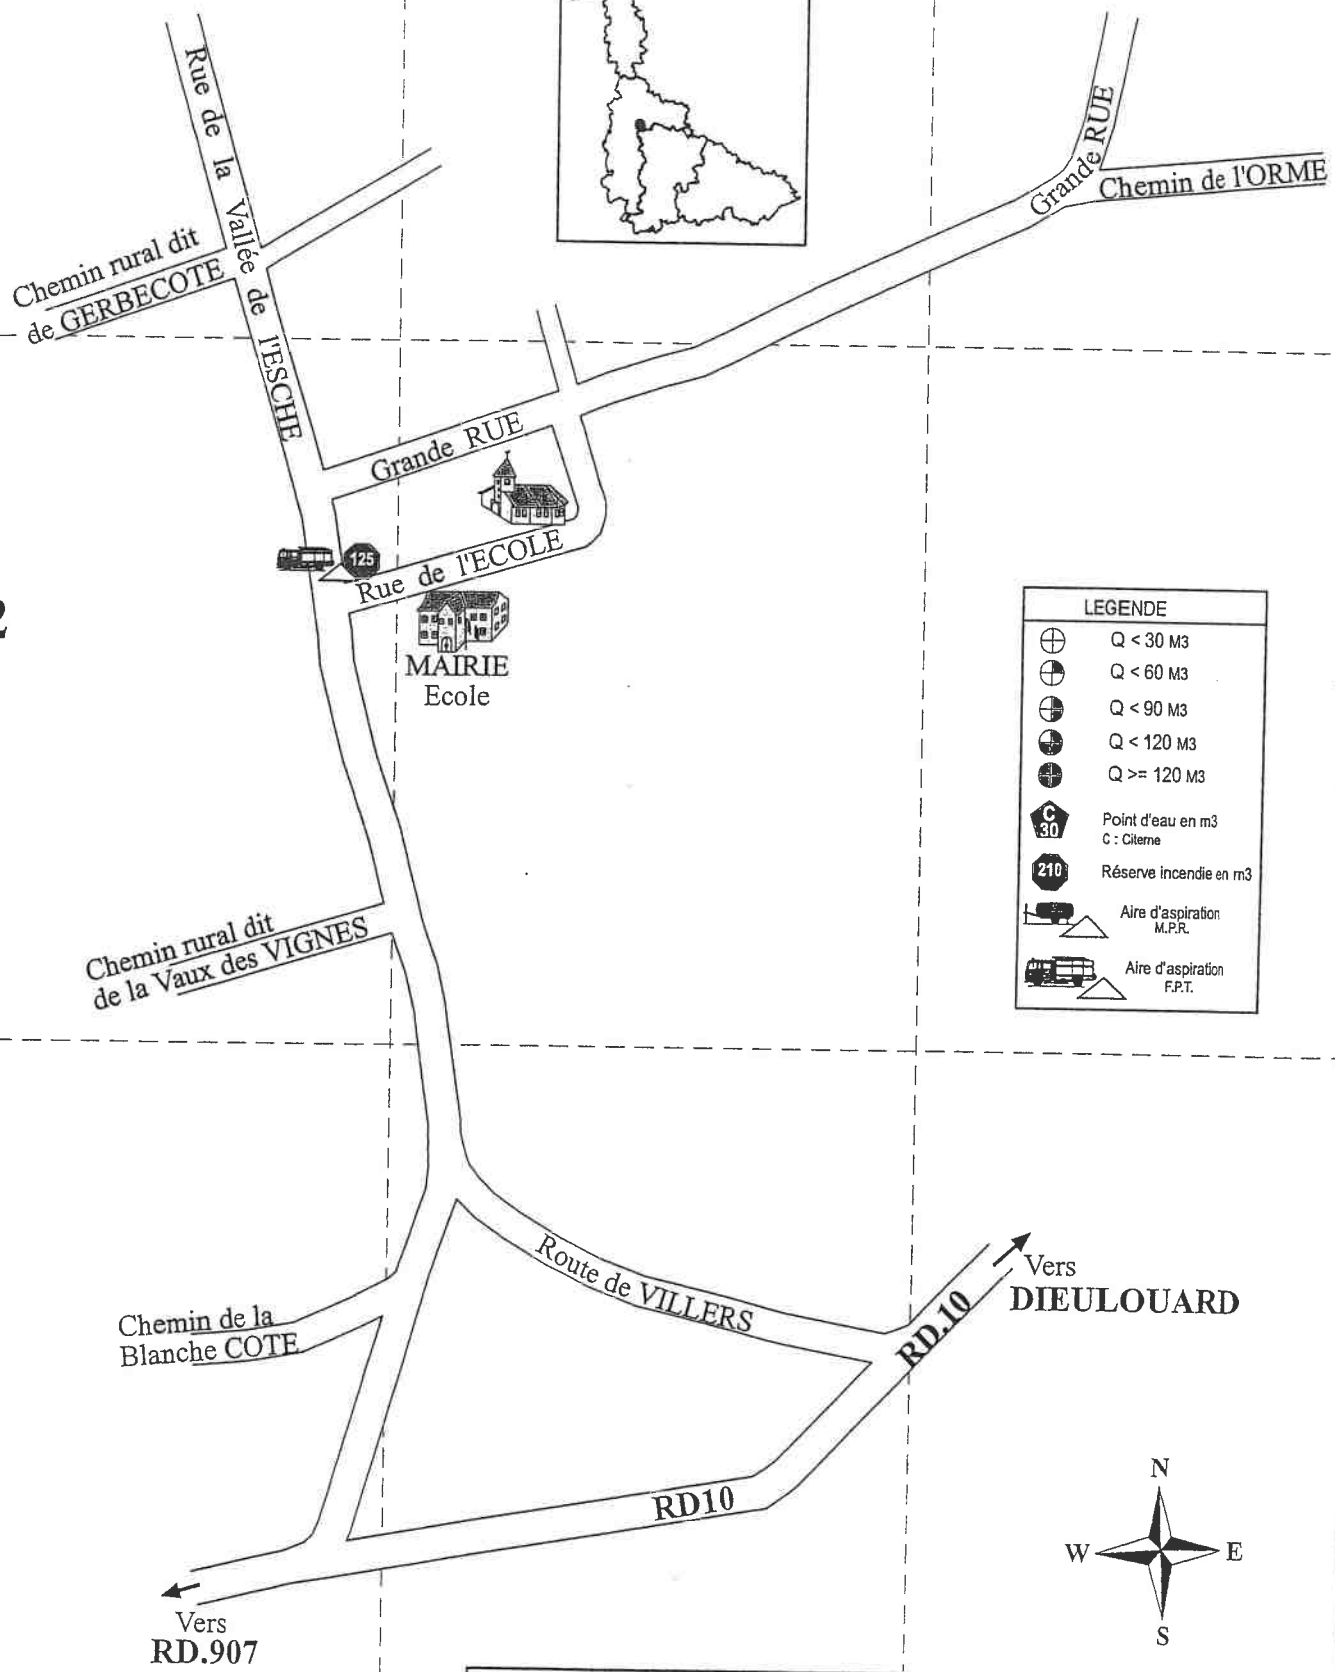 Rue de la Vallée de l'ESCHE
Grande RUE
Chemin de l'ORME
Chemin rural dit
de GERBECOTE
Grande RUE
125
Rue de l'ECOLE
2
MAIRIE
Ecole
LEGENDE
Q < 30 M3
Q < 60 M3
Q < 90 M3
Q < 120 M3
Q >= 120 M3
C
30
Point d'eau en m3
C : Citerne
210
Réserve incendie en m3
Aire d'aspiration
M.P.R.
Aire d'aspiration
F.P.T.
Chemin rural dit
de la Vaux des VIGNES
Route de VILLERS
Vers
DIEULOUARD
RD.10
Chemin de la
Blanche COTE
RD10
N
W
E
S
Vers
RD.907